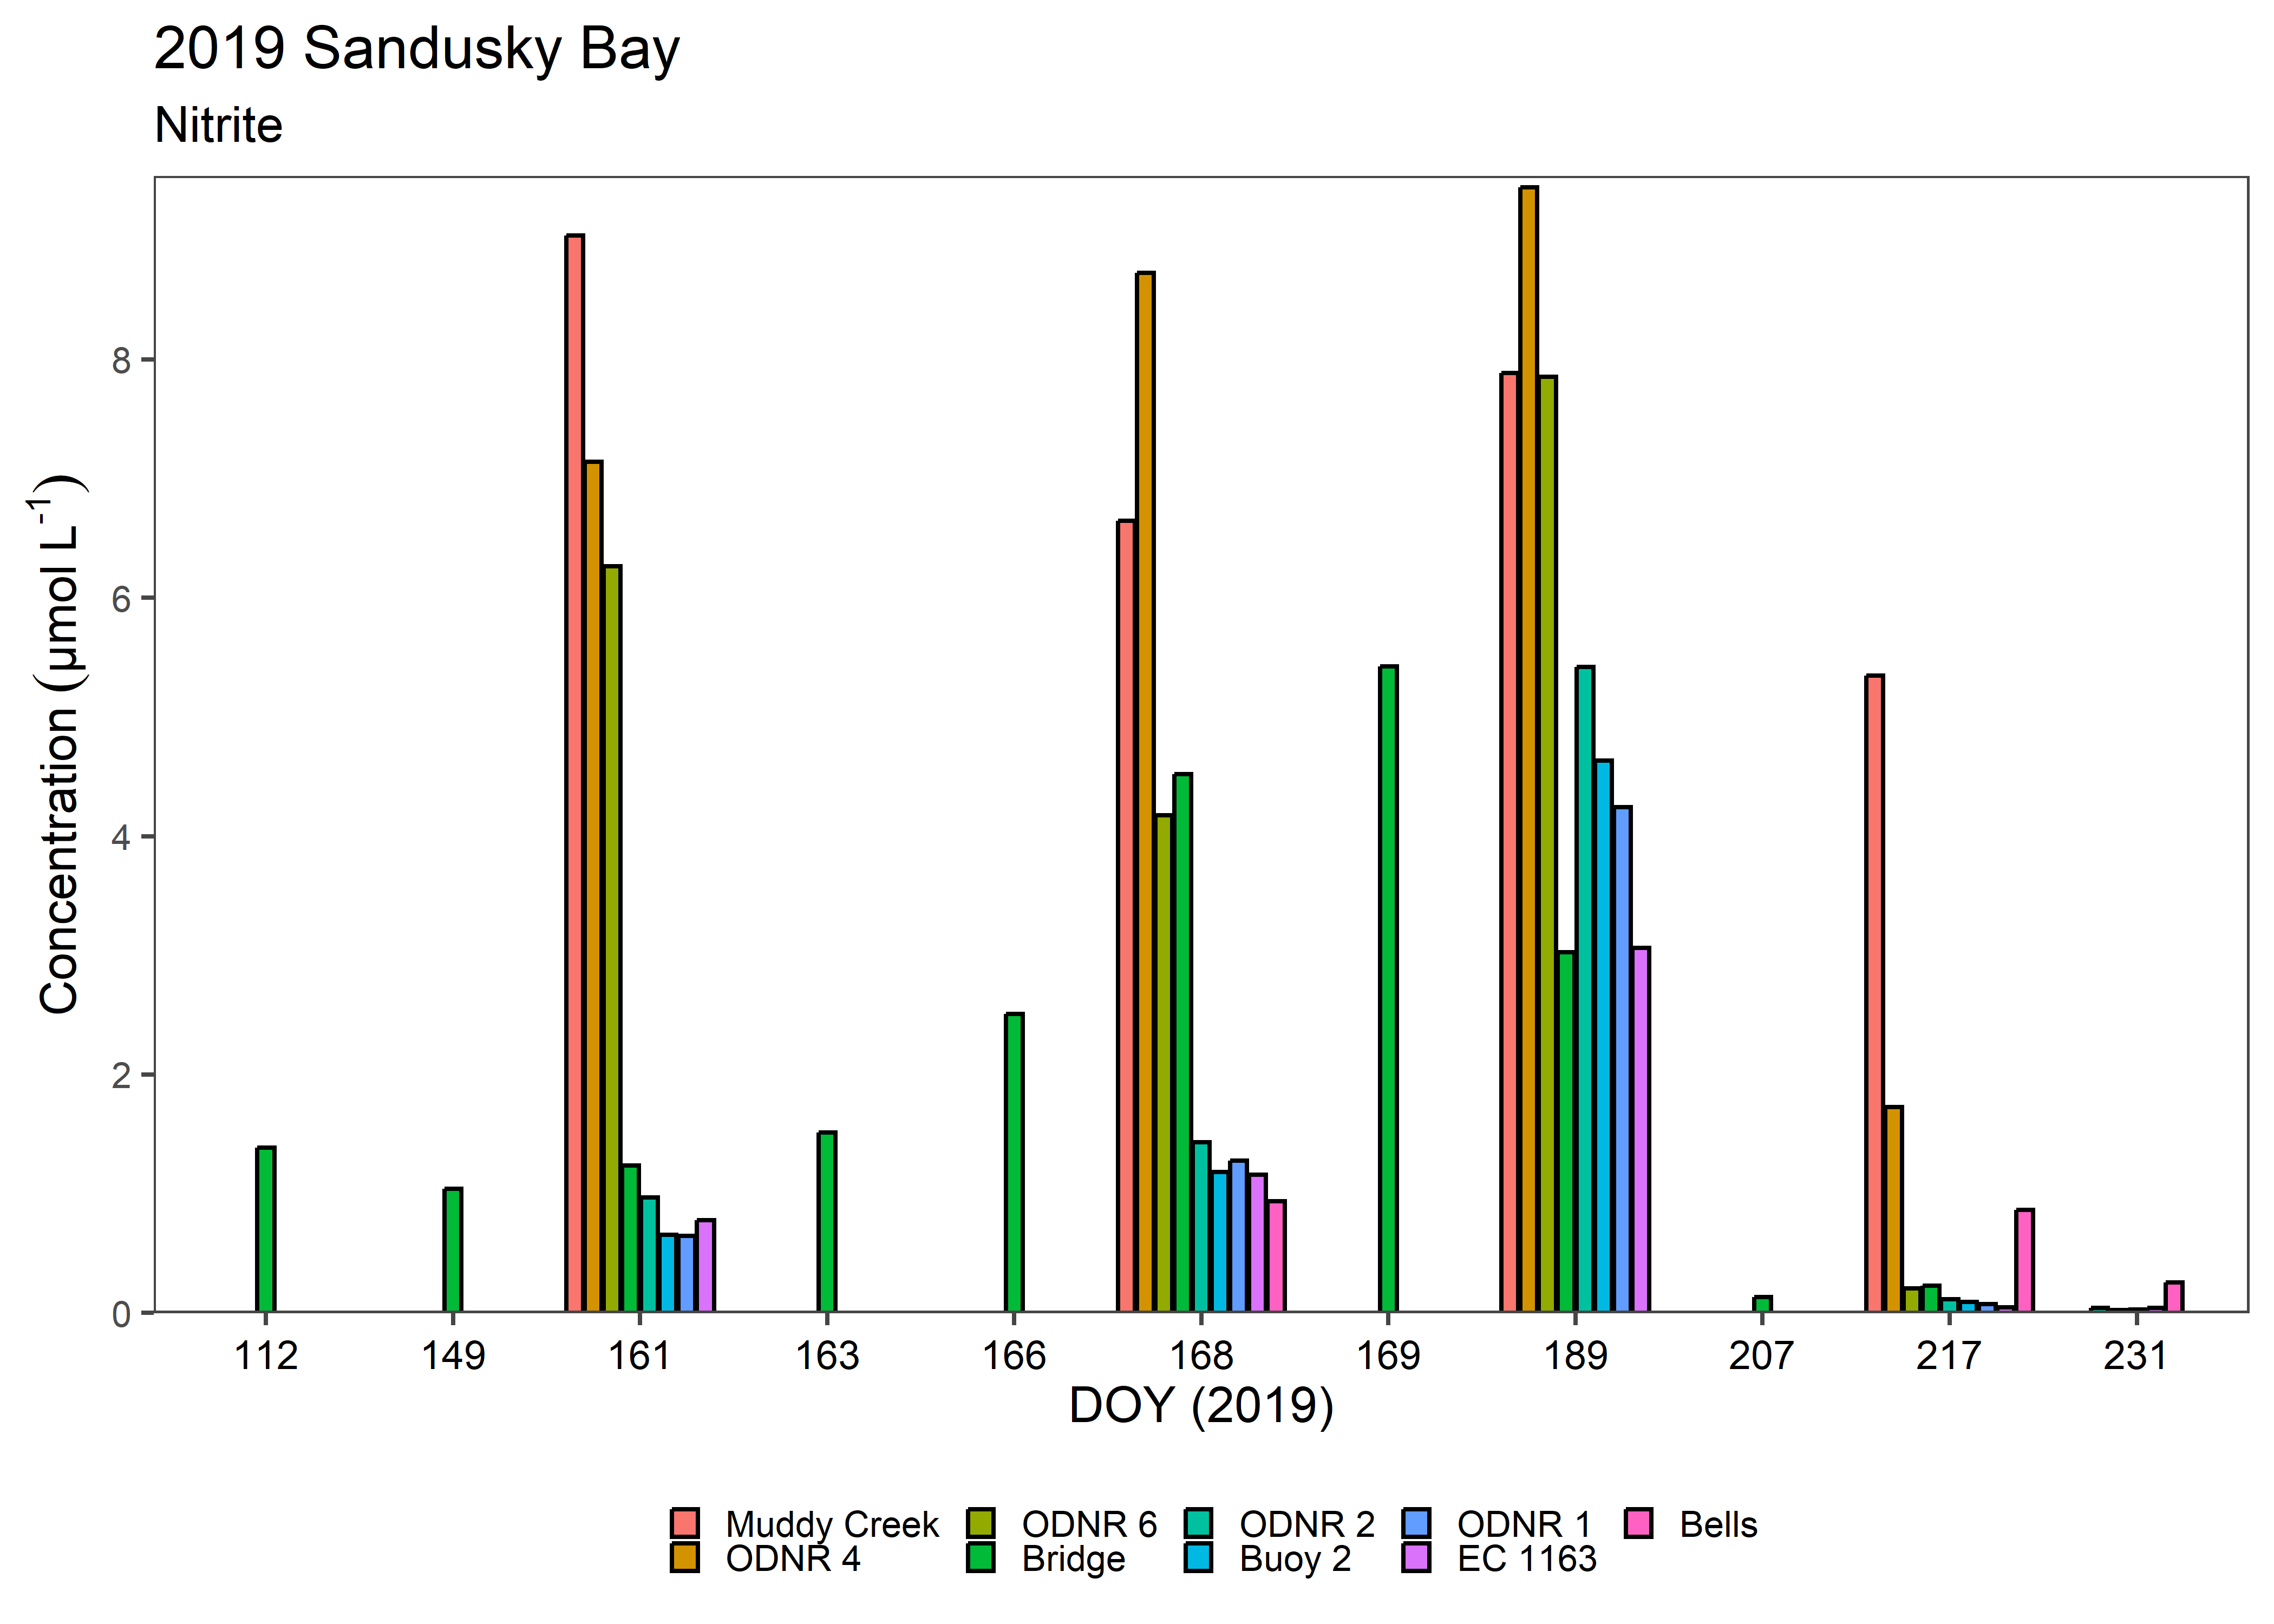 2019 Sandusky Bay
Nitrite
Concentration (µmol L⁻¹)
8
6
4
2
0
112 149 161 163 166 168 169 189 207 217 231
DOY (2019)
Muddy Creek ODNR 6 ODNR 2 ODNR 1 Bells
ODNR 4 Bridge Buoy 2 EC 1163